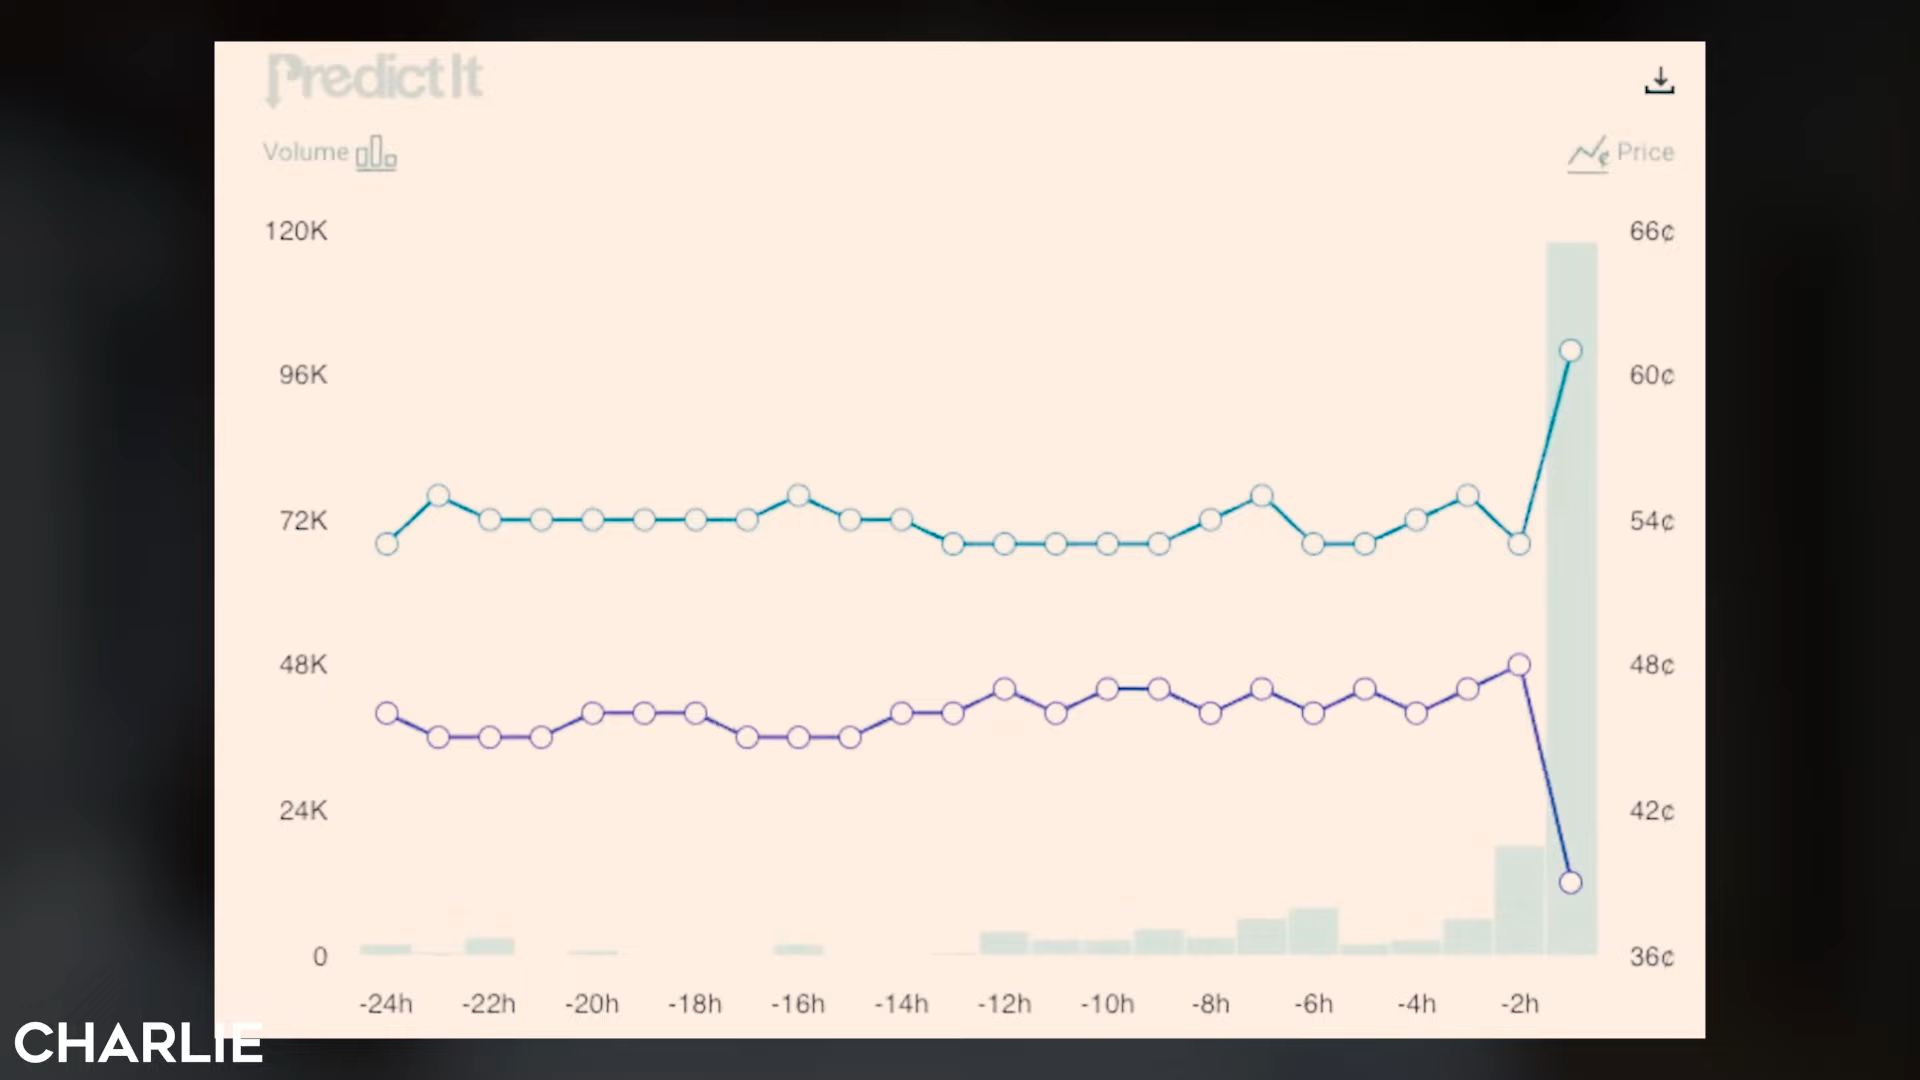 PredictIt
Volume
Price
120K
66¢
96K
60¢
72K
54¢
48K
48¢
24K
42¢
0
36¢
-24h -22h -20h -18h -16h -14h -12h -10h -8h -6h -4h -2h
CHARLIE